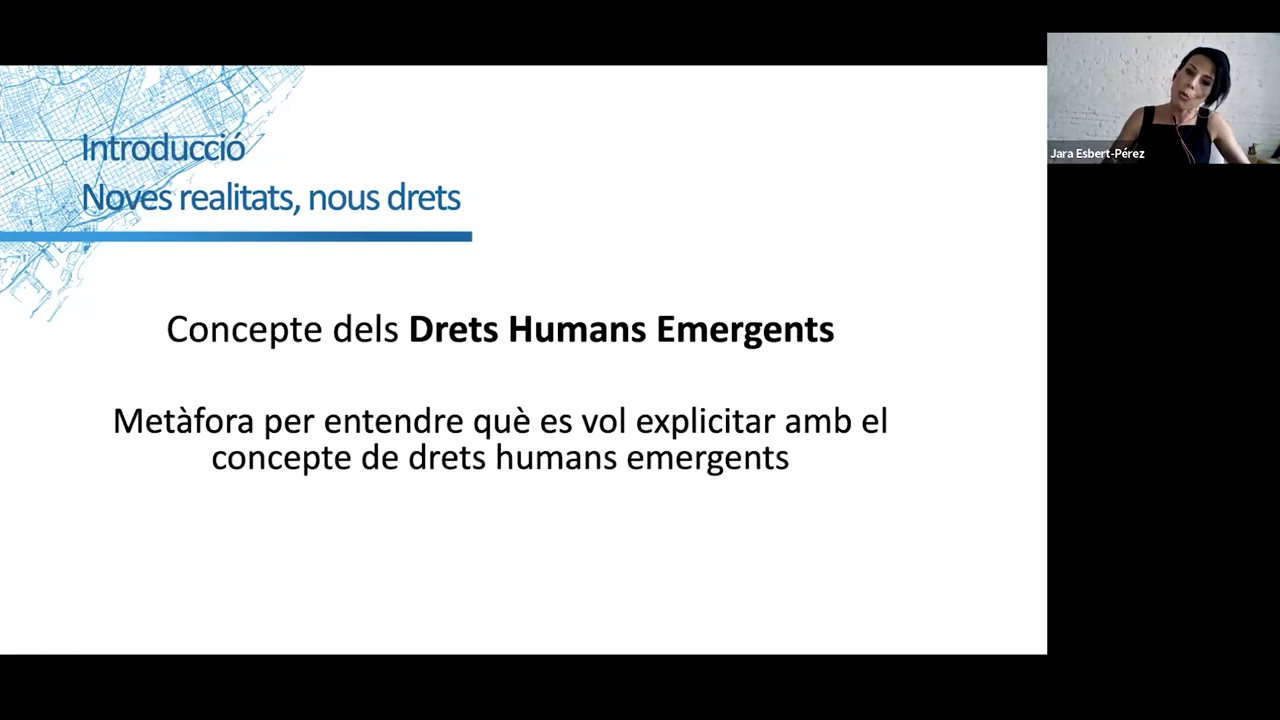 Introducció
Noves realitats, nous drets
Concepte dels Drets Humans Emergents
Metàfora per entendre què es vol explicitar amb el
concepte de drets humans emergents
Jara Esbert-Pérez